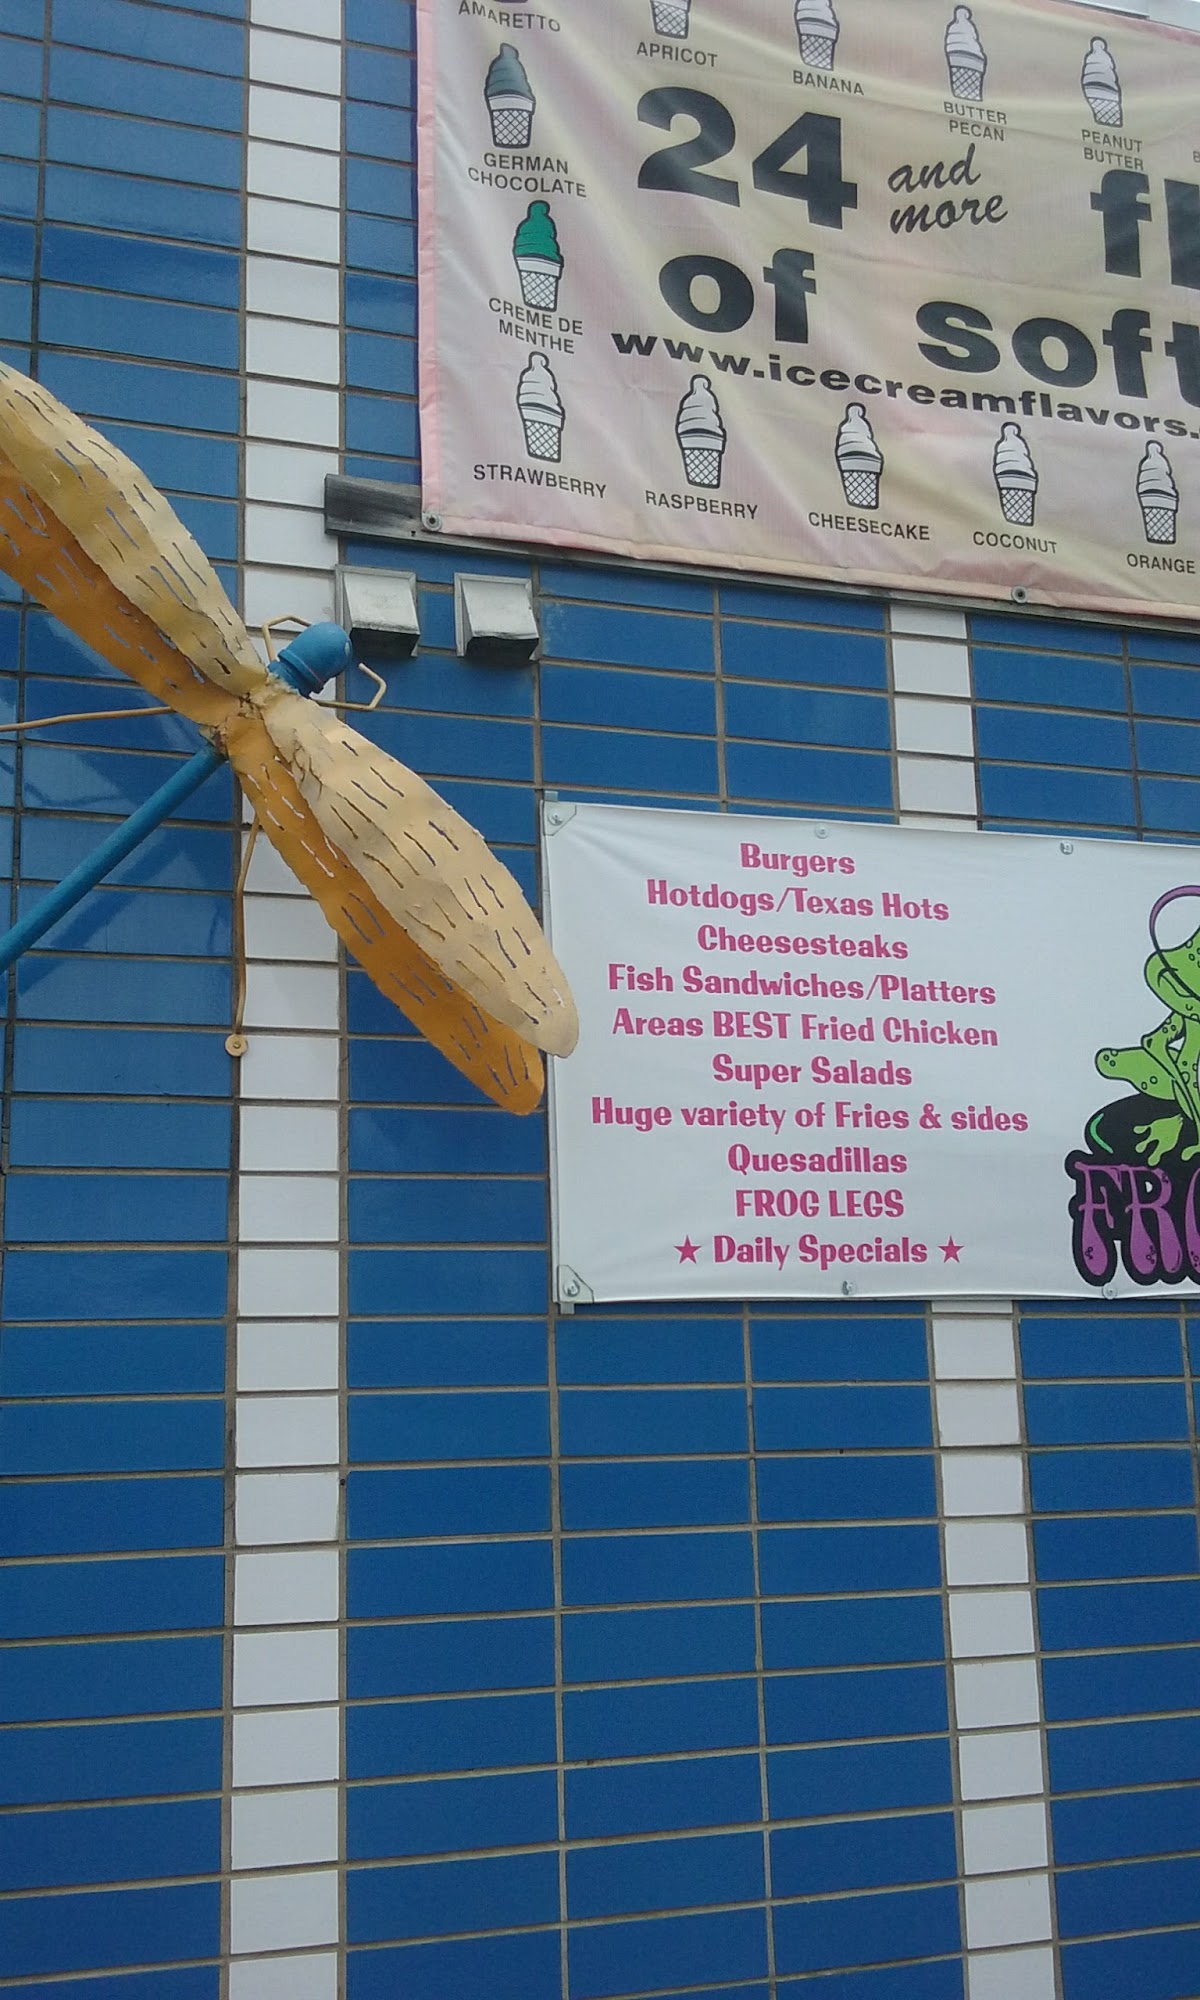 AMARETTO
APRICOT
BANANA
BUTTER
PECAN
PEANUT
BUTTER
GERMAN
CHOCOLATE
24 and
more
of soft
www.icecreamflavors.
CREME DE
MENTHE
STRAWBERRY
RASPBERRY
CHEESECAKE
COCONUT
ORANGE
Burgers
Hotdogs/Texas Hots
Cheesesteaks
Fish Sandwiches/Platters
Areas BEST Fried Chicken
Super Salads
Huge variety of Fries & sides
Quesadillas
FROG LEGS
★ Daily Specials ★